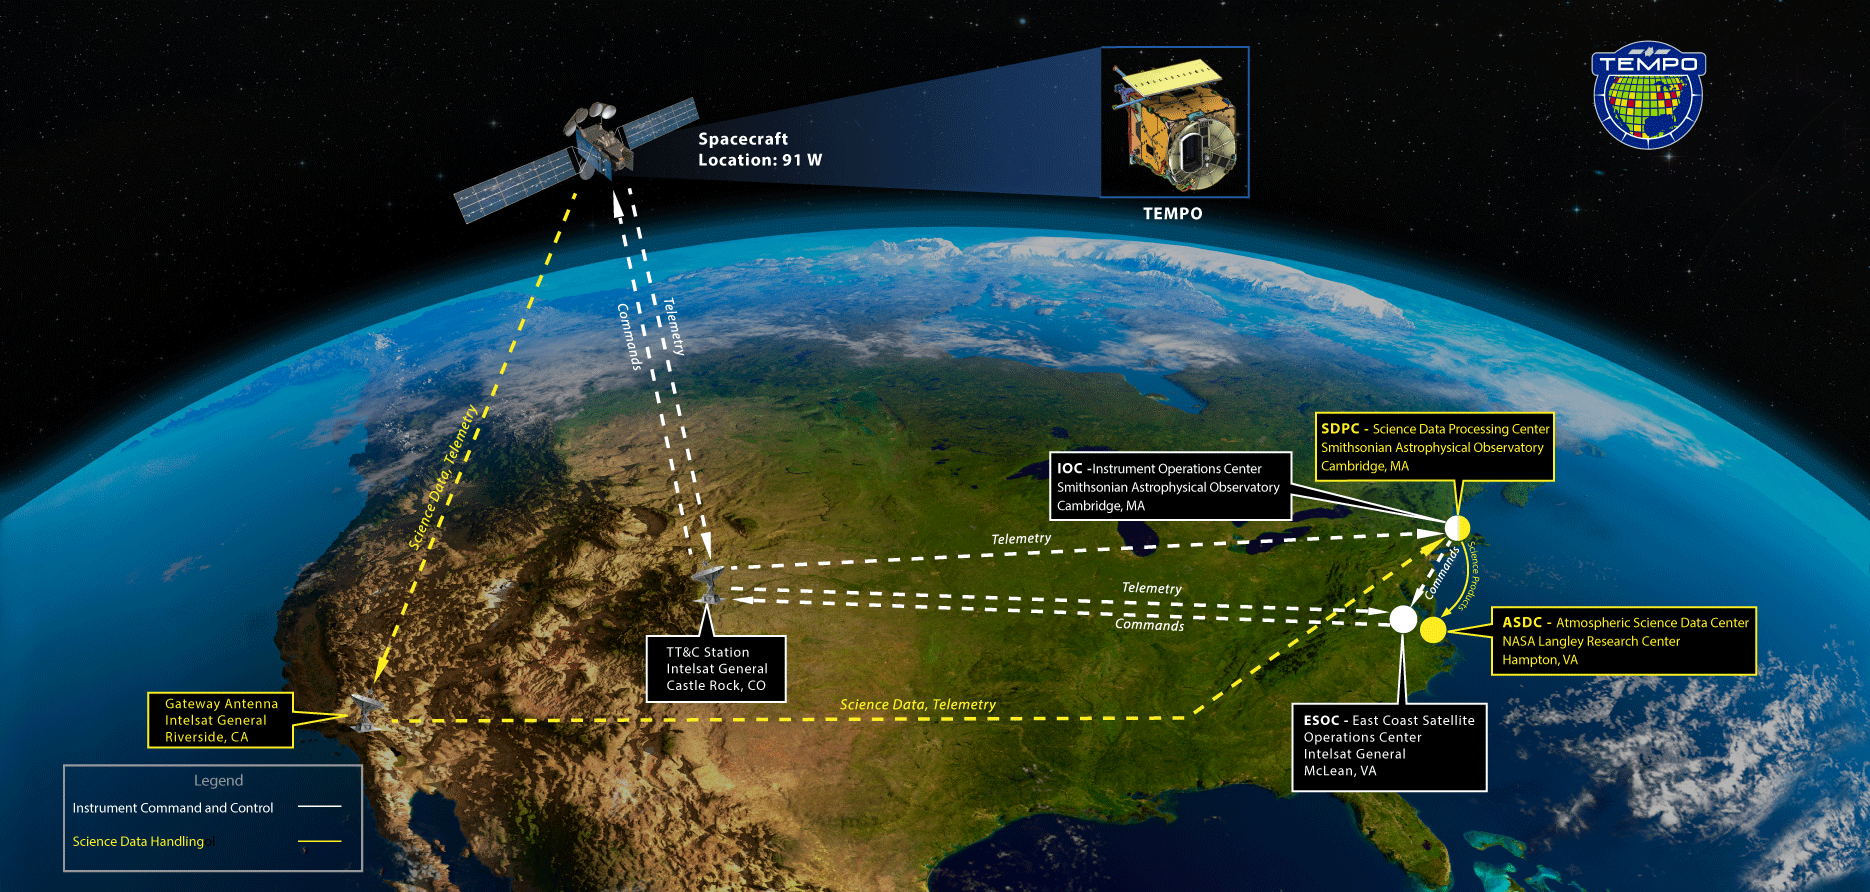 TEMPO
Spacecraft
Location: 91 W
TEMPO
Commands
Telemetry
Science Data, Telemetry
SDPC - Science Data Processing Center
Smithsonian Astrophysical Observatory
Cambridge, MA
IOC -Instrument Operations Center
Smithsonian Astrophysical Observatory
Cambridge, MA
Telemetry
Commands
Science Products
Telemetry
Commands
ASDC - Atmospheric Science Data Center
NASA Langley Research Center
Hampton, VA
TT&C Station
Intelsat General
Castle Rock, CO
Science Data, Telemetry
Gateway Antenna
Intelsat General
Riverside, CA
ESOC - East Coast Satellite
Operations Center
Intelsat General
McLean, VA
Legend
Instrument Command and Control
Science Data Handling